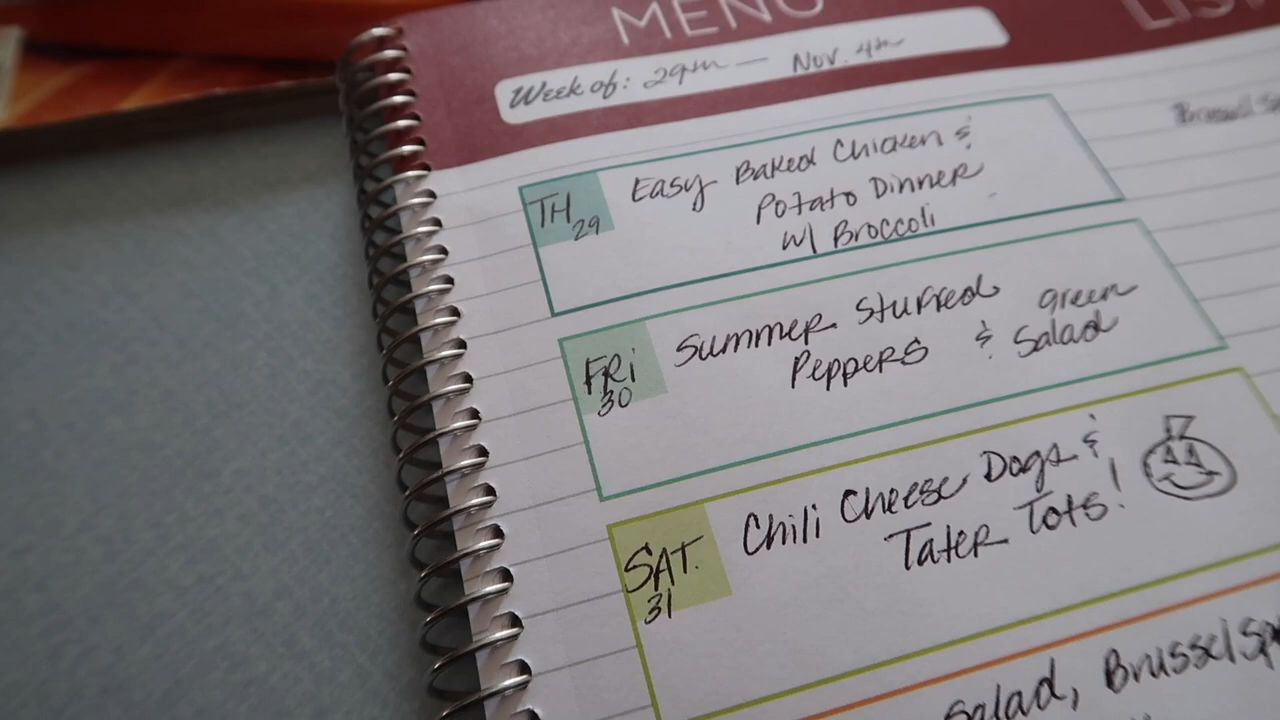 MENU
LIST
Week of: 29th — Nov. 4th
TH 29
Easy Baked Chicken &
Potato Dinner
w/ Broccoli
FRi 30
Summer Stuffed
Peppers & green
Salad
SAT. 31
Chili Cheese Dogs &
Tater Tots!
Salad, Brussel Sp